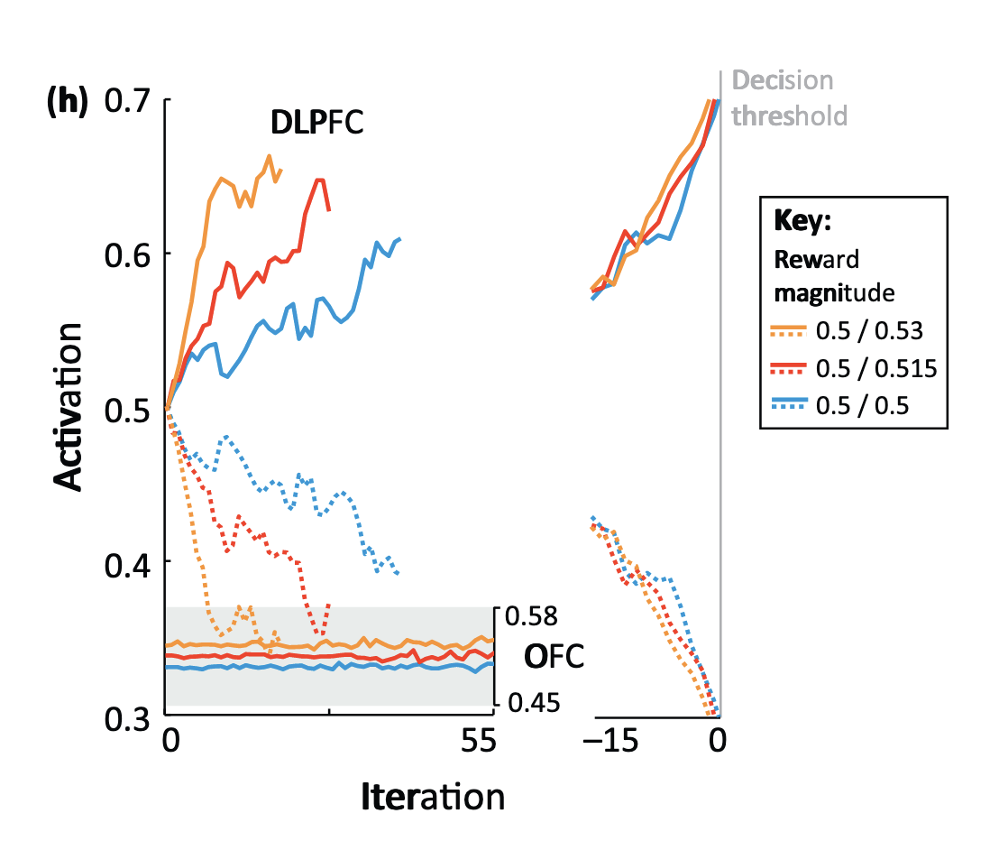 (h)
0.7
0.6
0.5
0.4
0.3
Activation
DLPFC
Decision
threshold
Key:
Reward
magnitude
0.5 / 0.53
0.5 / 0.515
0.5 / 0.5
0.58
OFC
0.45
0
55
–15
0
Iteration